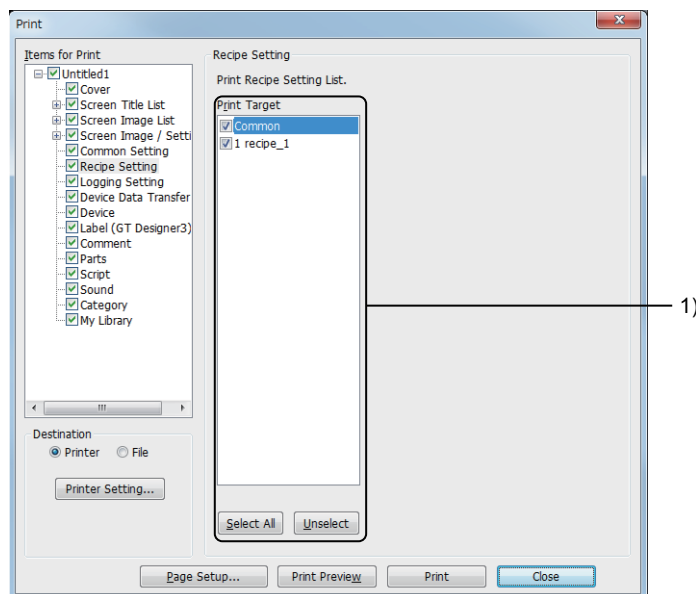 Print
Items for Print
Untitled1
Cover
Screen Title List
Screen Image List
Screen Image / Setti
Common Setting
Recipe Setting
Logging Setting
Device Data Transfer
Device
Label (GT Designer3)
Comment
Parts
Script
Sound
Category
My Library
Destination
Printer
File
Printer Setting...
Recipe Setting
Print Recipe Setting List.
Print Target
Common
1 recipe_1
Select All
Unselect
1)
Page Setup...
Print Preview
Print
Close